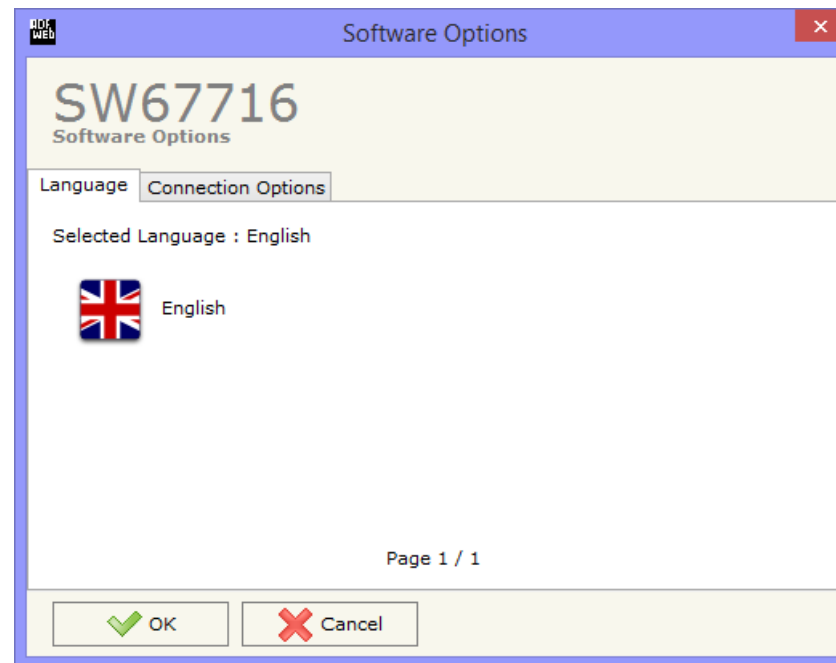 ADF
WEB
Software Options
SW67716
Software Options
Language
Connection Options
Selected Language : English
English
Page 1 / 1
OK
Cancel